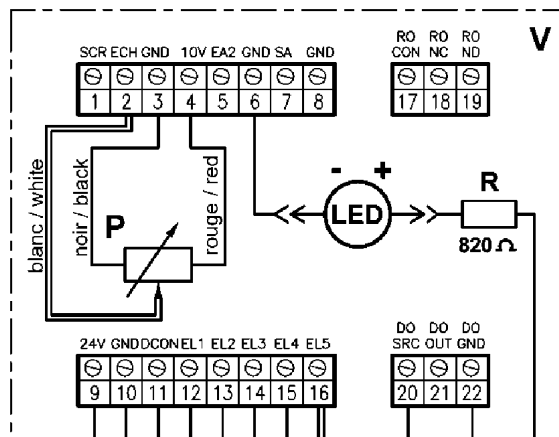 SCR ECH GND 10V EA2 GND SA GND
1 2 3 4 5 6 7 8
RO RO RO
CON NC ND
17 18 19
V
blanc / white
noir / black
rouge / red
P
- +
LED
R
820 Ω
24V GND DCON EL1 EL2 EL3 EL4 EL5
9 10 11 12 13 14 15 16
DO DO DO
SRC OUT GND
20 21 22